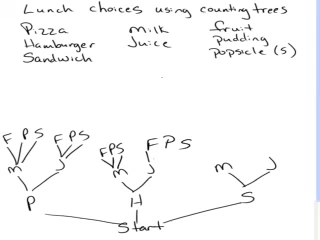 Lunch choices using counting trees
Pizza milk fruit
Hamburger Juice pudding
Sandwich popsicle (s)
F P S F P S F P S F P S
m J m J m J
P H S
Start